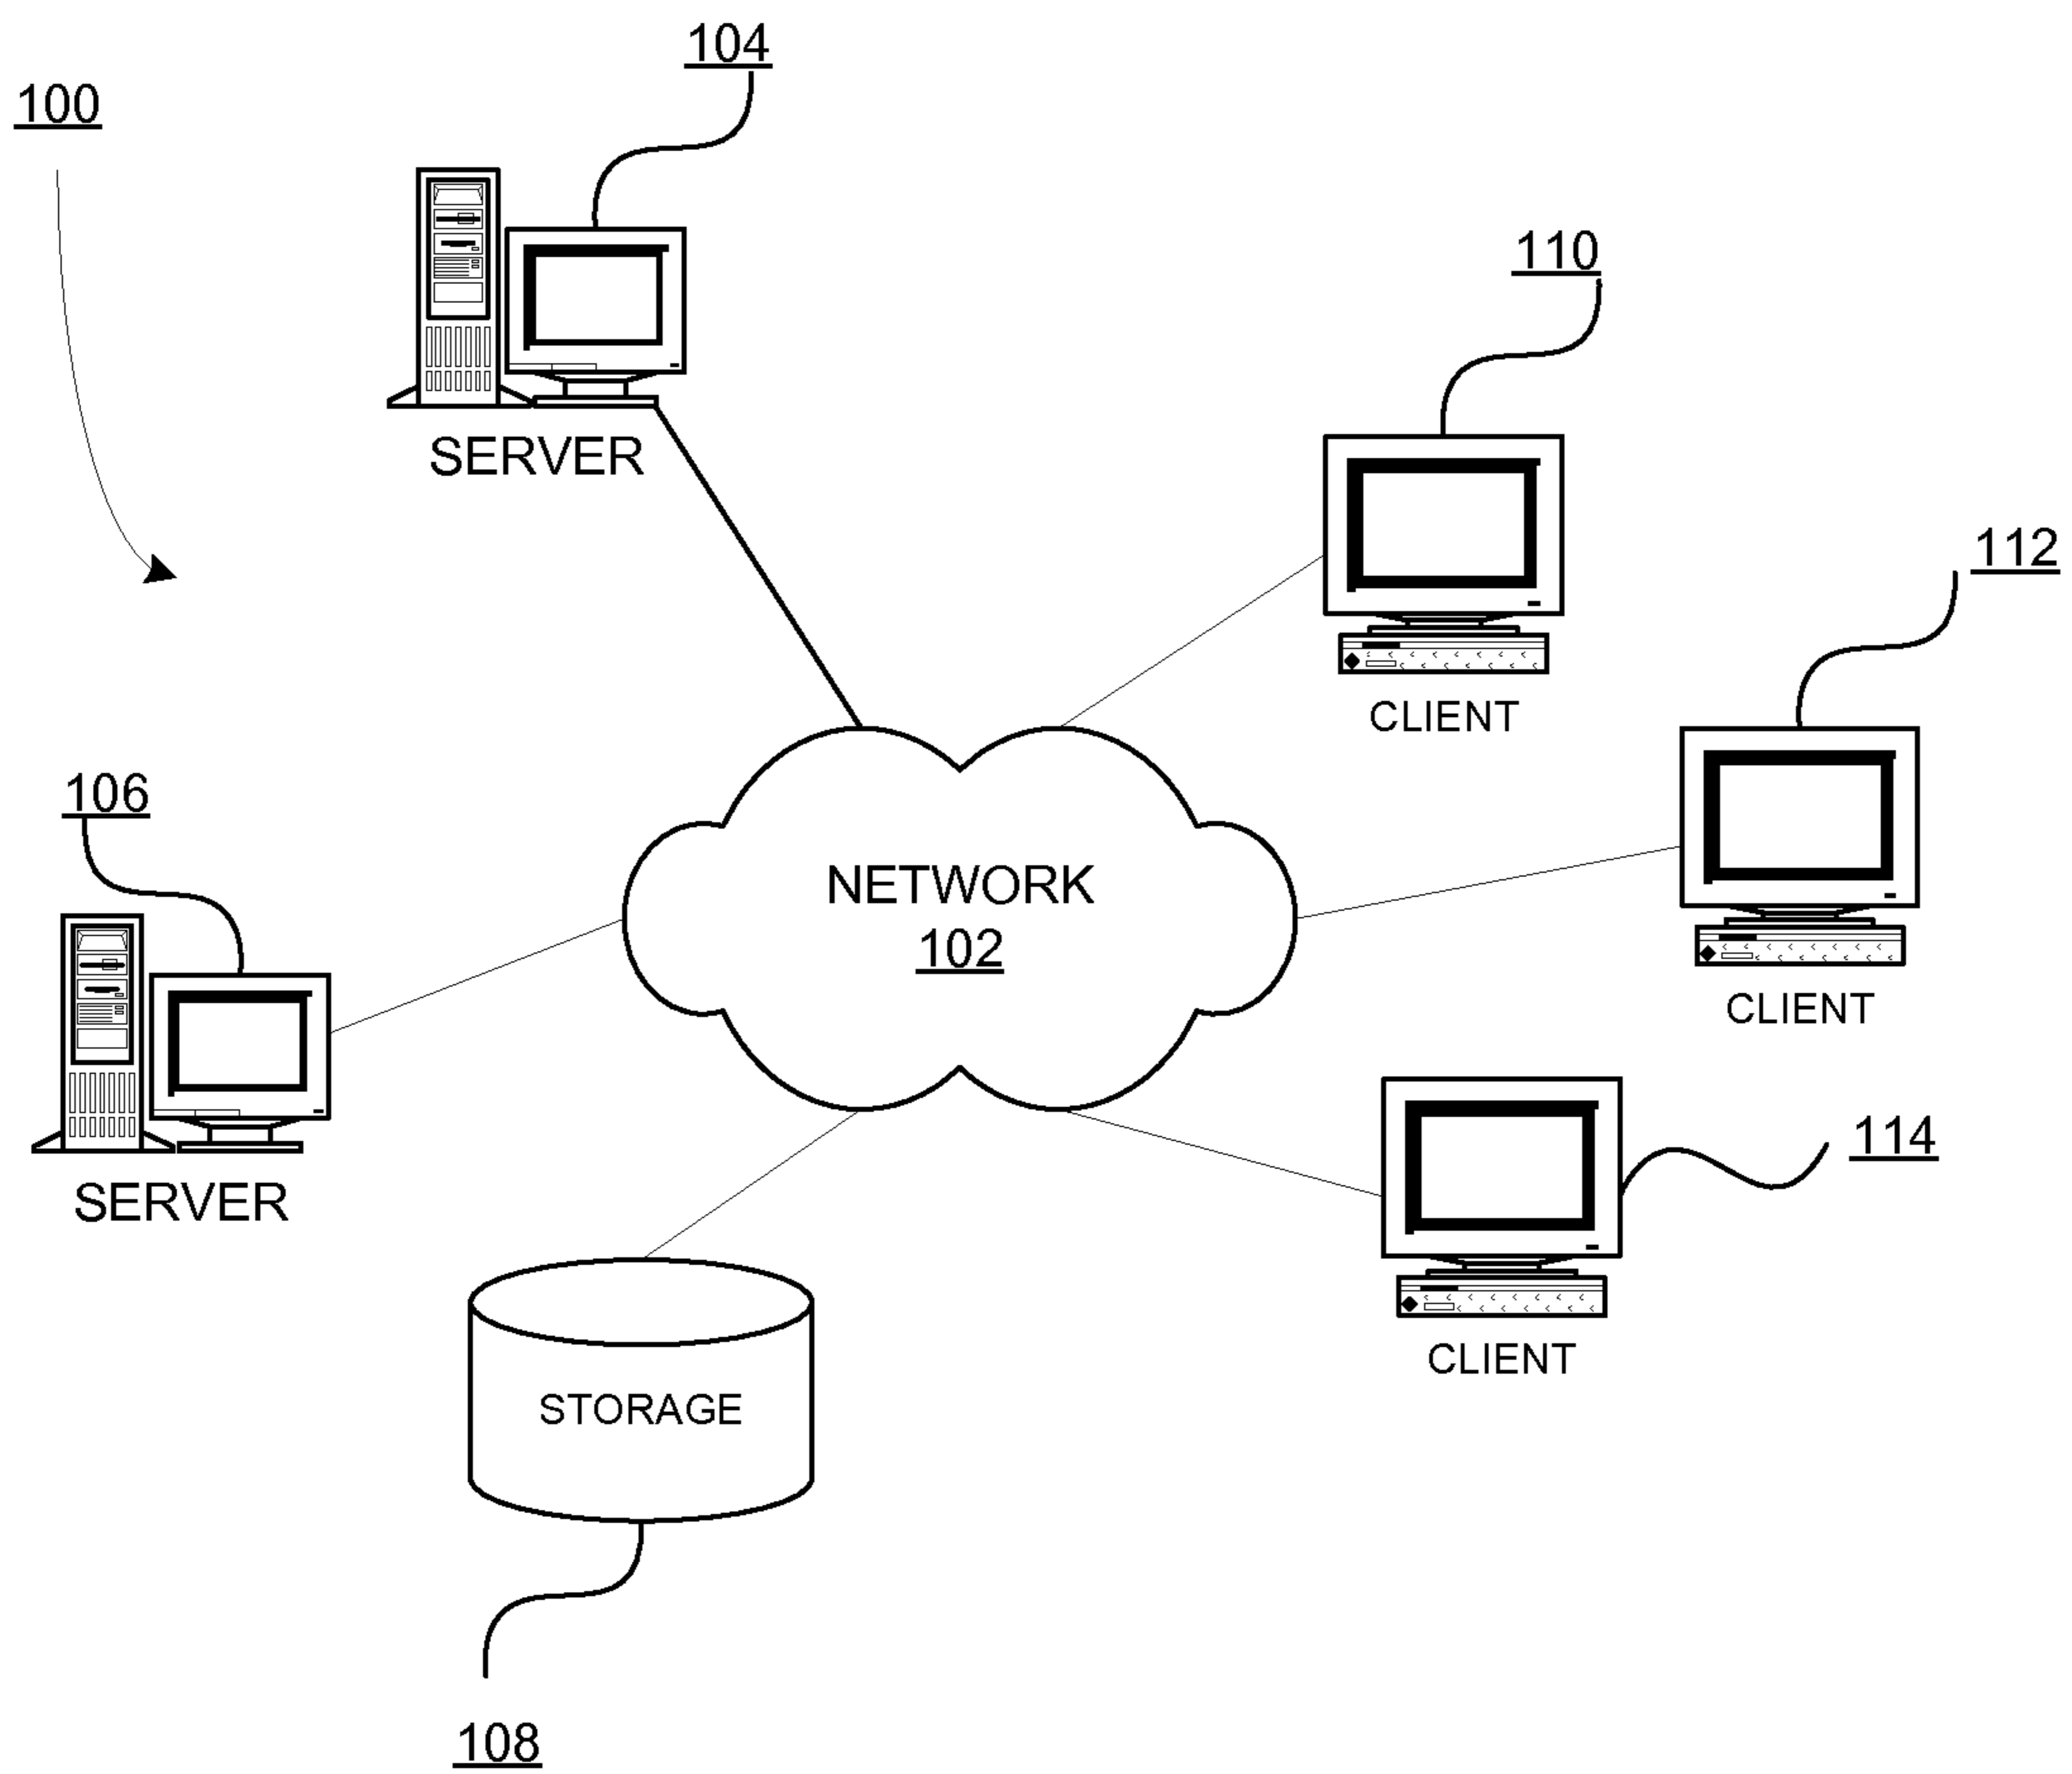 104
100
110
SERVER
112
CLIENT
106
NETWORK
102
CLIENT
114
SERVER
CLIENT
STORAGE
108